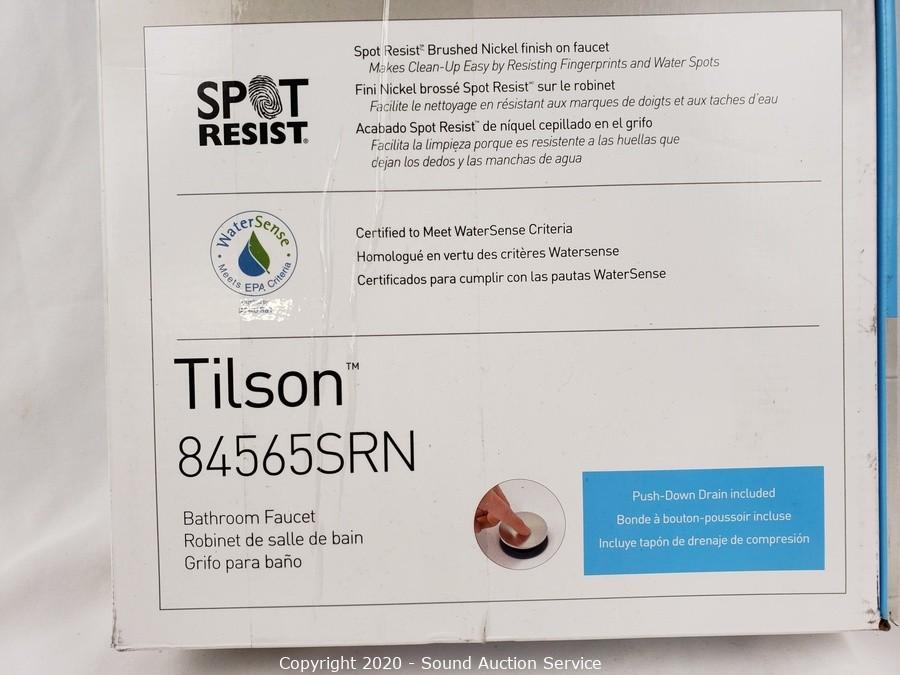 SPOT
RESIST®
Spot Resist™ Brushed Nickel finish on faucet
Makes Clean-Up Easy by Resisting Fingerprints and Water Spots
Fini Nickel brossé Spot Resist™ sur le robinet
Facilite le nettoyage en résistant aux marques de doigts et aux taches d'eau
Acabado Spot Resist™ de níquel cepillado en el grifo
Facilita la limpieza porque es resistente a las huellas que
dejan los dedos y las manchas de agua
WaterSense
Meets EPA Criteria
Certified to Meet WaterSense Criteria
Homologué en vertu des critères Watersense
Certificados para cumplir con las pautas WaterSense
Tilson™
84565SRN
Bathroom Faucet
Robinet de salle de bain
Grifo para baño
Push-Down Drain included
Bonde à bouton-poussoir incluse
Incluye tapón de drenaje de compresión
Copyright 2020 - Sound Auction Service